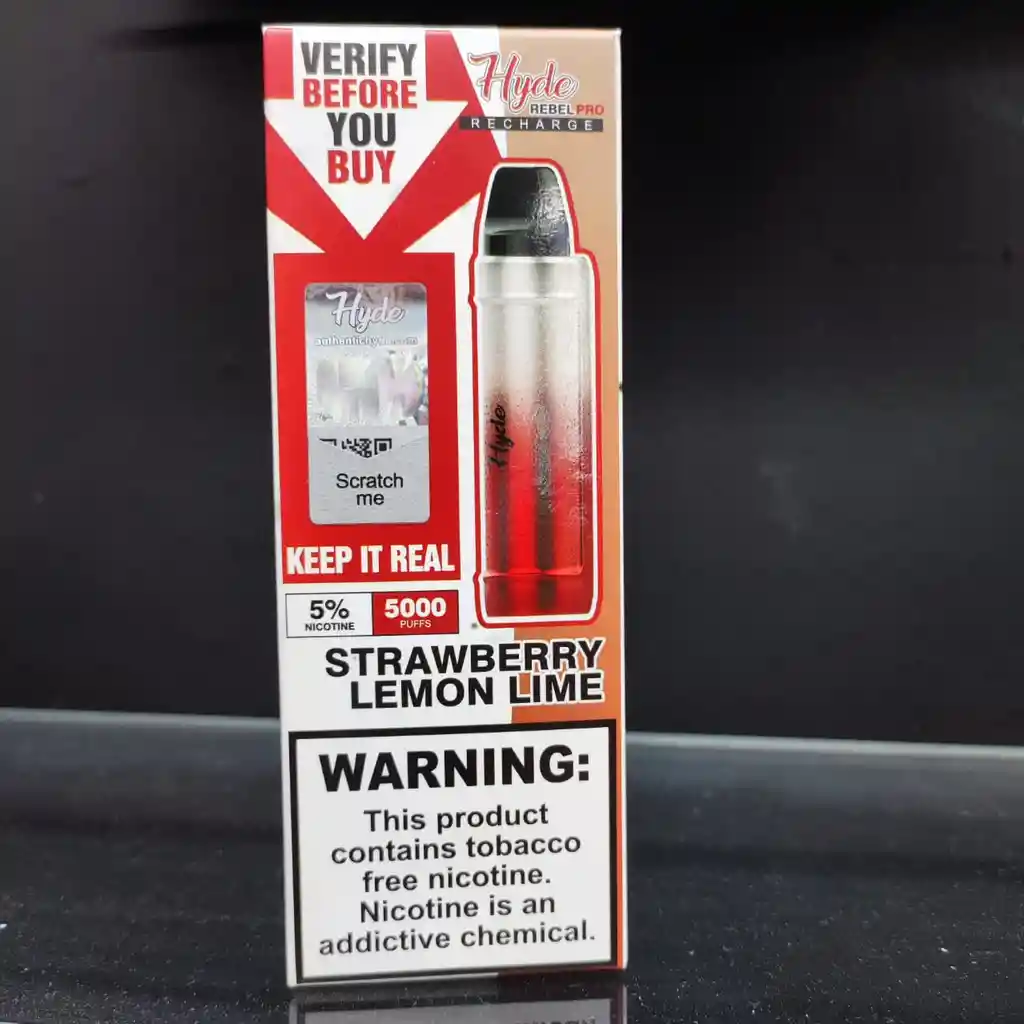 VERIFY
BEFORE
YOU
BUY
Hyde
REBEL PRO
RECHARGE
Hyde
Scratch
me
Hyde
KEEP IT REAL
5%
NICOTINE
5000
PUFFS
STRAWBERRY
LEMON LIME
WARNING:
This product
contains tobacco
free nicotine.
Nicotine is an
addictive chemical.